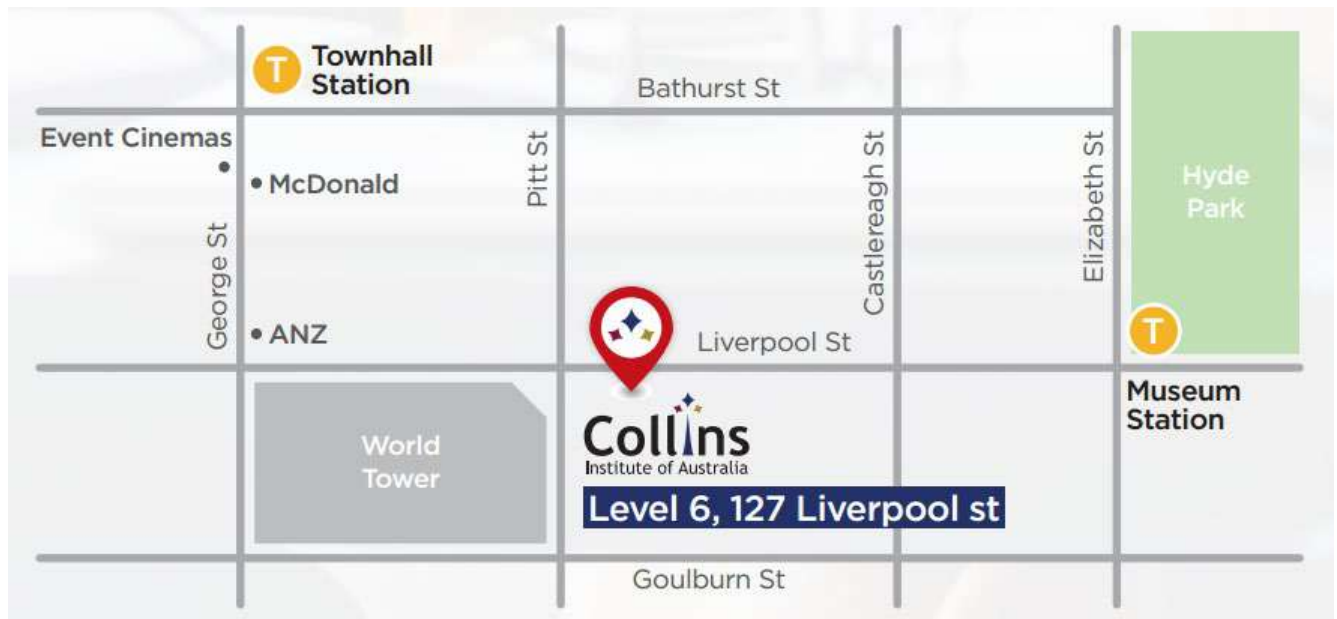 Townhall
Station
Bathurst St
Event Cinemas
McDonald
Pitt St
Castlereagh St
Elizabeth St
Hyde
Park
George St
ANZ
Liverpool St
T
T
Museum
Station
World
Tower
Collins
Institute of Australia
Level 6, 127 Liverpool st
Goulburn St